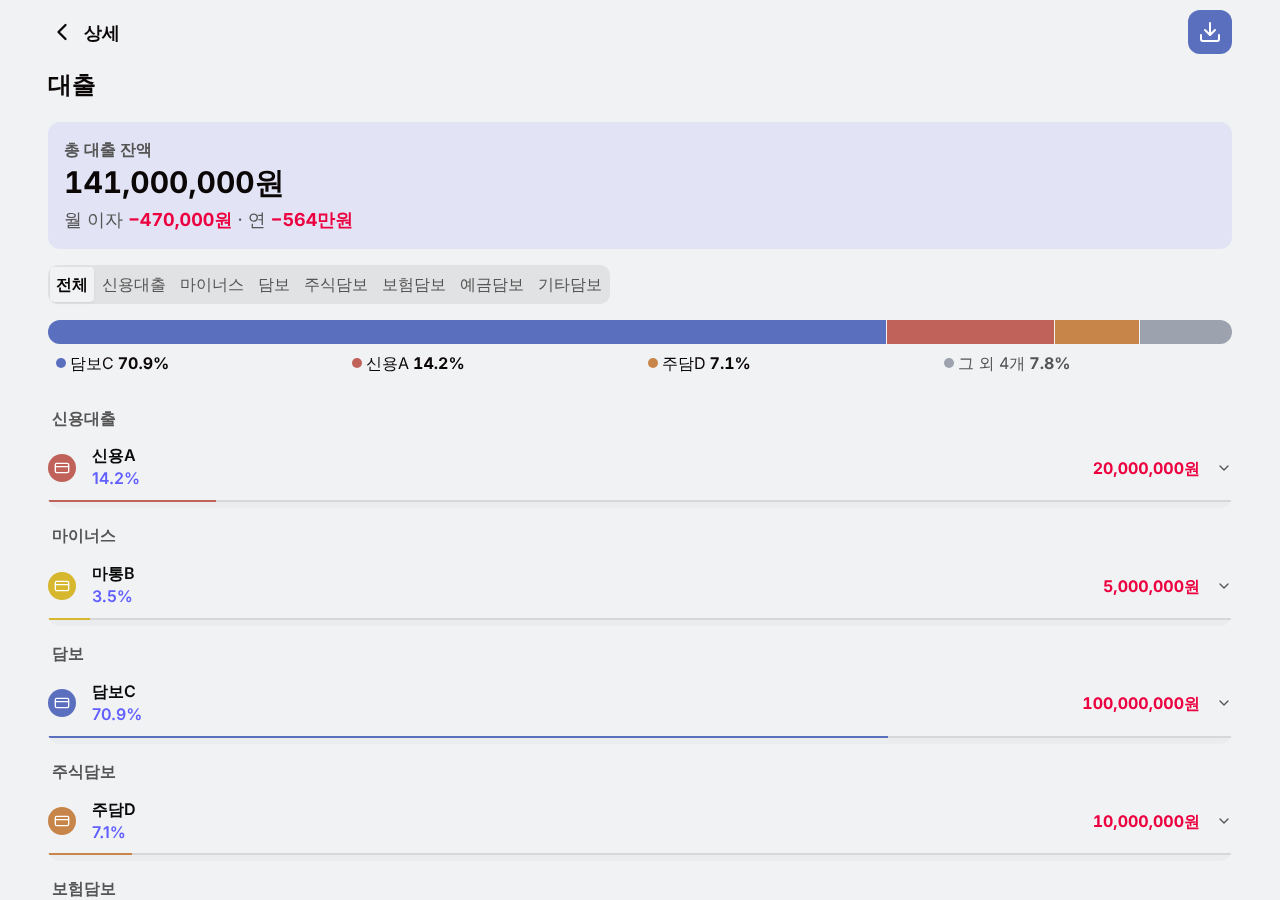 상세
대출
총 대출 잔액
141,000,000원
월 이자 −470,000원 · 연 −564만원
전체 신용대출 마이너스 담보 주식담보 보험담보 예금담보 기타담보
담보C 70.9% 신용A 14.2% 주담D 7.1% 그 외 4개 7.8%
신용대출
신용A
14.2%
20,000,000원
마이너스
마통B
3.5%
5,000,000원
담보
담보C
70.9%
100,000,000원
주식담보
주담D
7.1%
10,000,000원
보험담보